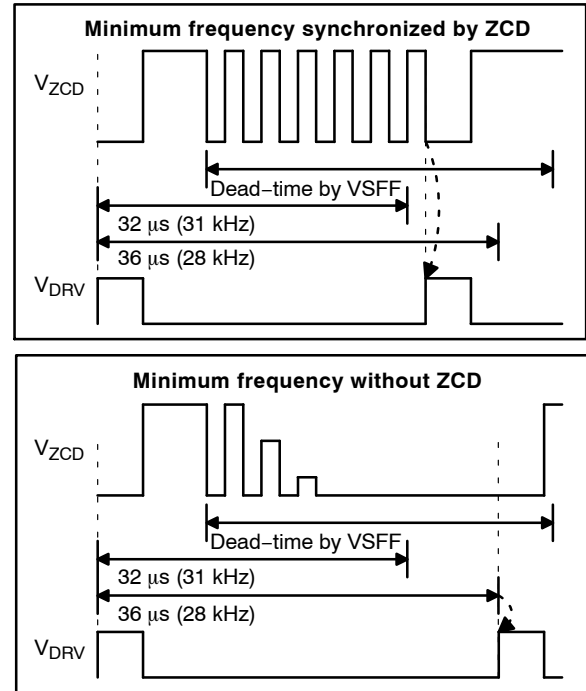 Minimum frequency synchronized by ZCD
VZCD
Dead−time by VSFF
32 μs (31 kHz)
36 μs (28 kHz)
VDRV
Minimum frequency without ZCD
VZCD
Dead−time by VSFF
32 μs (31 kHz)
36 μs (28 kHz)
VDRV